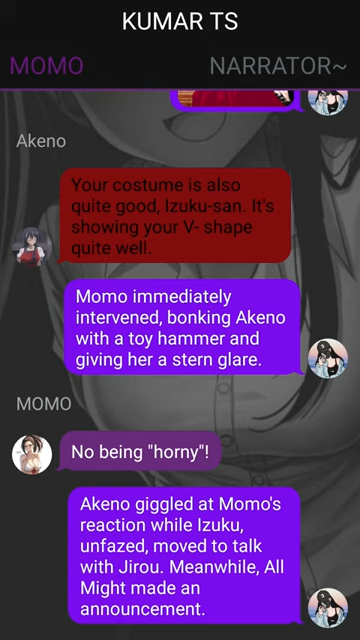 KUMAR TS
MOMO NARRATOR~
Akeno
Your costume is also
quite good, Izuku-san. It's
showing your V- shape
quite well.
Momo immediately
intervened, bonking Akeno
with a toy hammer and
giving her a stern glare.
MOMO
No being "horny"!
Akeno giggled at Momo's
reaction while Izuku,
unfazed, moved to talk
with Jirou. Meanwhile, All
Might made an
announcement.